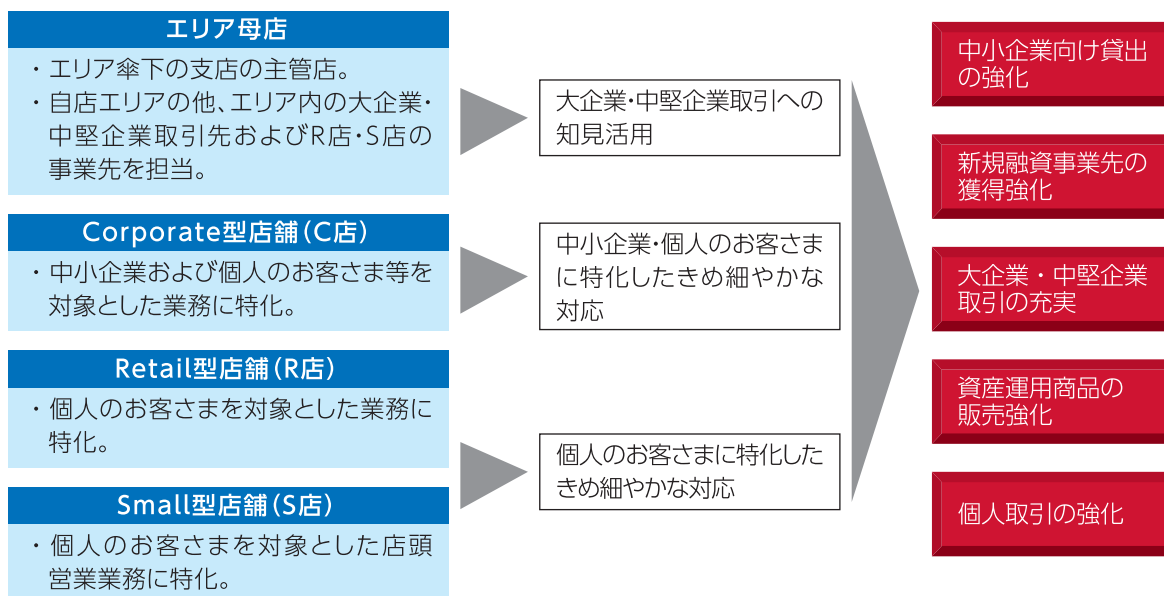 エリア母店
・エリア傘下の支店の主管店。
・自店エリアの他、エリア内の大企業・
中堅企業取引先およびR店・S店の
事業先を担当。
Corporate型店舗(C店)
・中小企業および個人のお客さま等を
対象とした業務に特化。
Retail型店舗(R店)
・個人のお客さまを対象とした業務に
特化。
Small型店舗(S店)
・個人のお客さまを対象とした店頭
営業業務に特化。
大企業・中堅企業取引への
知見活用
中小企業・個人のお客さま
に特化したきめ細やかな
対応
個人のお客さまに特化した
きめ細やかな対応
中小企業向け貸出
の強化
新規融資事業先の
獲得強化
大企業・中堅企業
取引の充実
資産運用商品の
販売強化
個人取引の強化